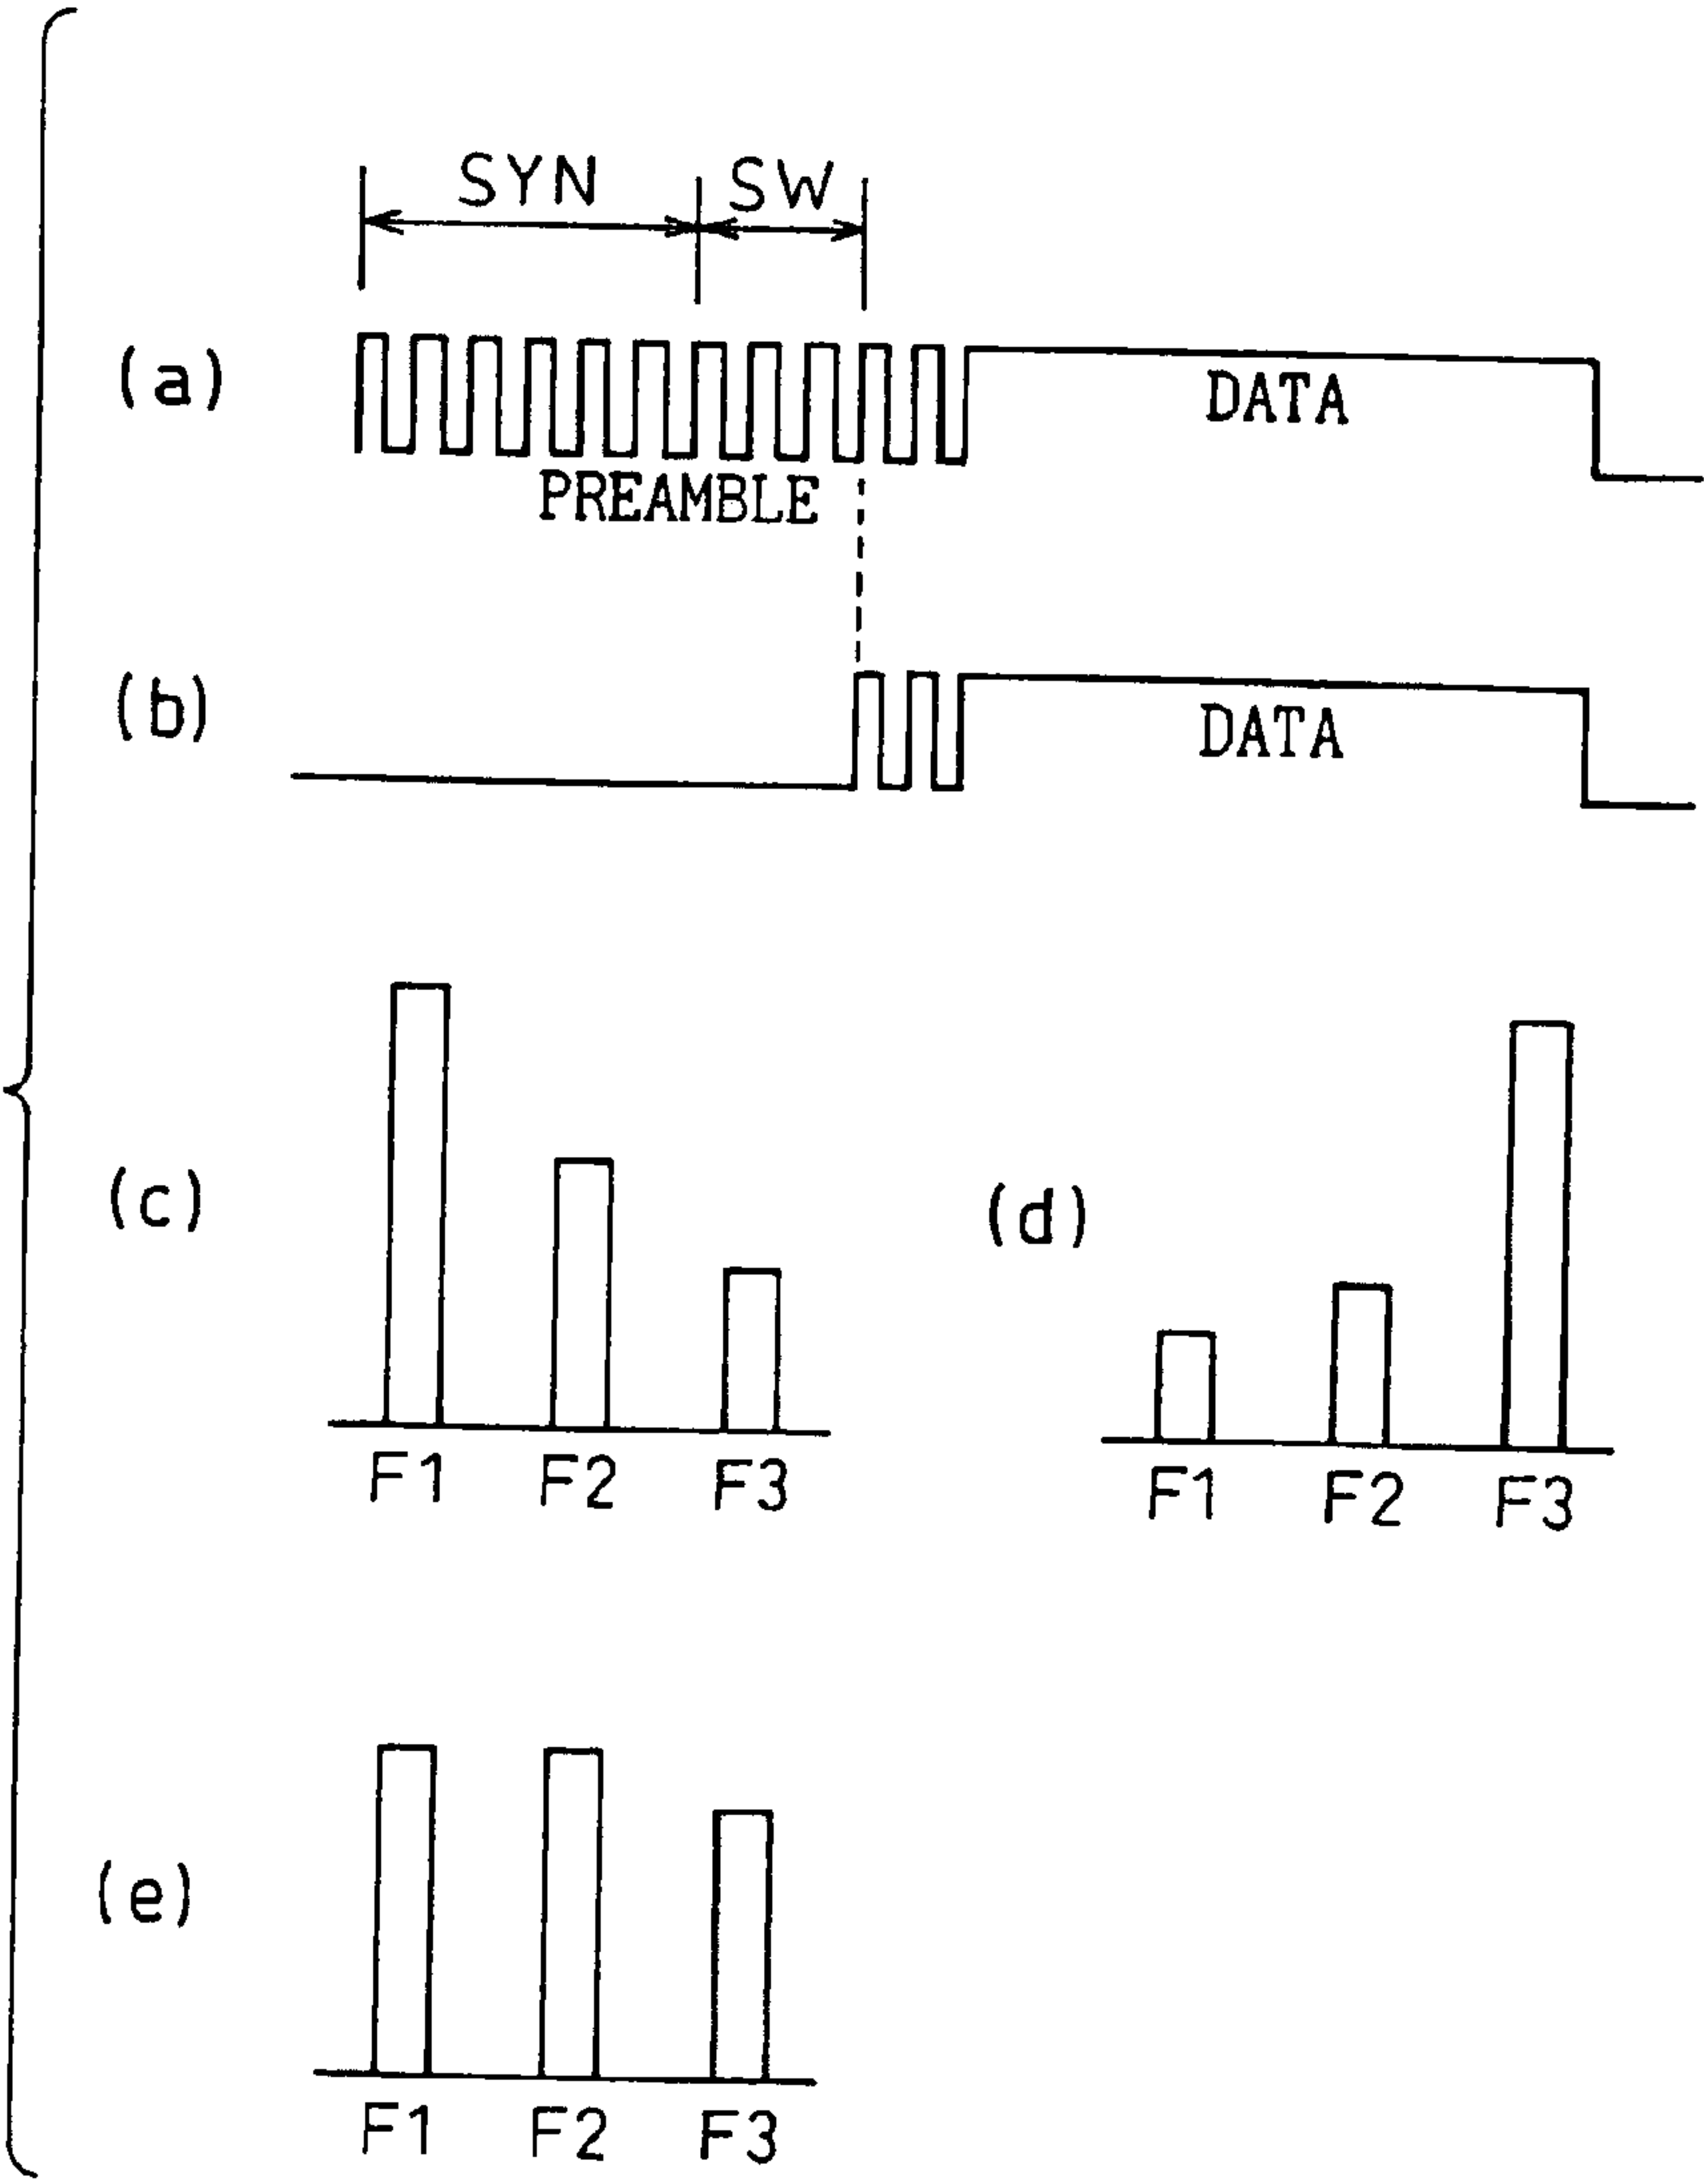 SYN SW
(a)
DATA
PREAMBLE
(b)
DATA
(c)
F1 F2 F3
(d)
F1 F2 F3
(e)
F1 F2 F3